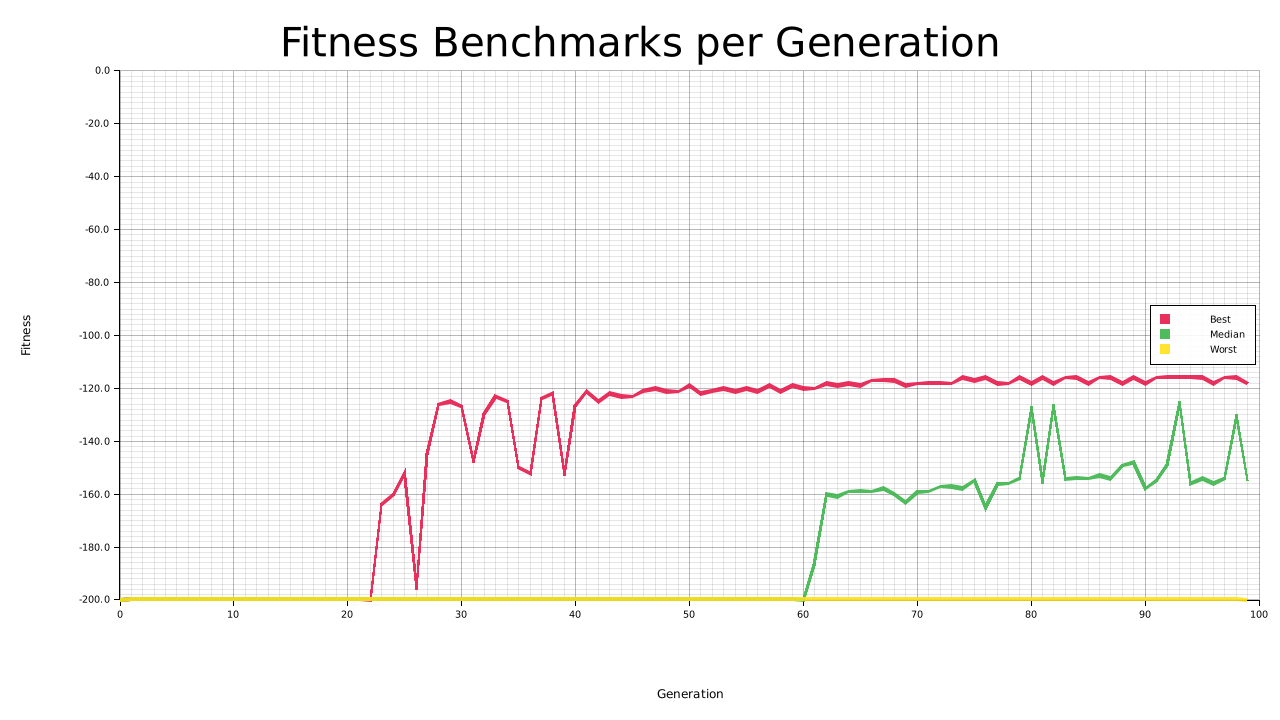 Fitness Benchmarks per Generation
0.0
-20.0
-40.0
-60.0
-80.0
-100.0
-120.0
-140.0
-160.0
-180.0
-200.0
Fitness
Best
Median
Worst
0 10 20 30 40 50 60 70 80 90 100
Generation